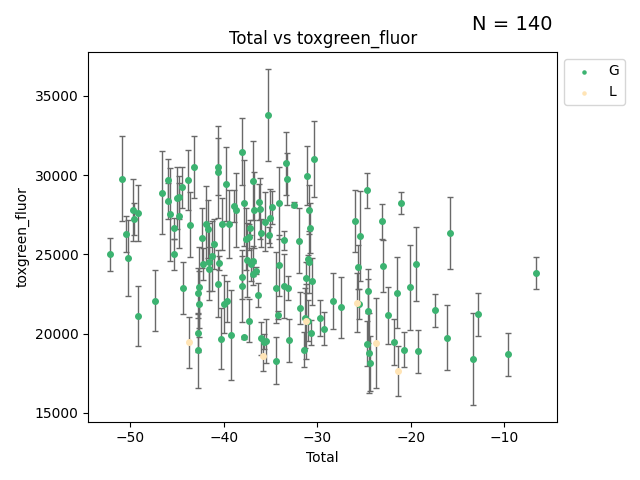 N = 140
Total vs toxgreen_fluor
G
L
35000
30000
25000
20000
15000
toxgreen_fluor
−50 −40 −30 −20 −10
Total